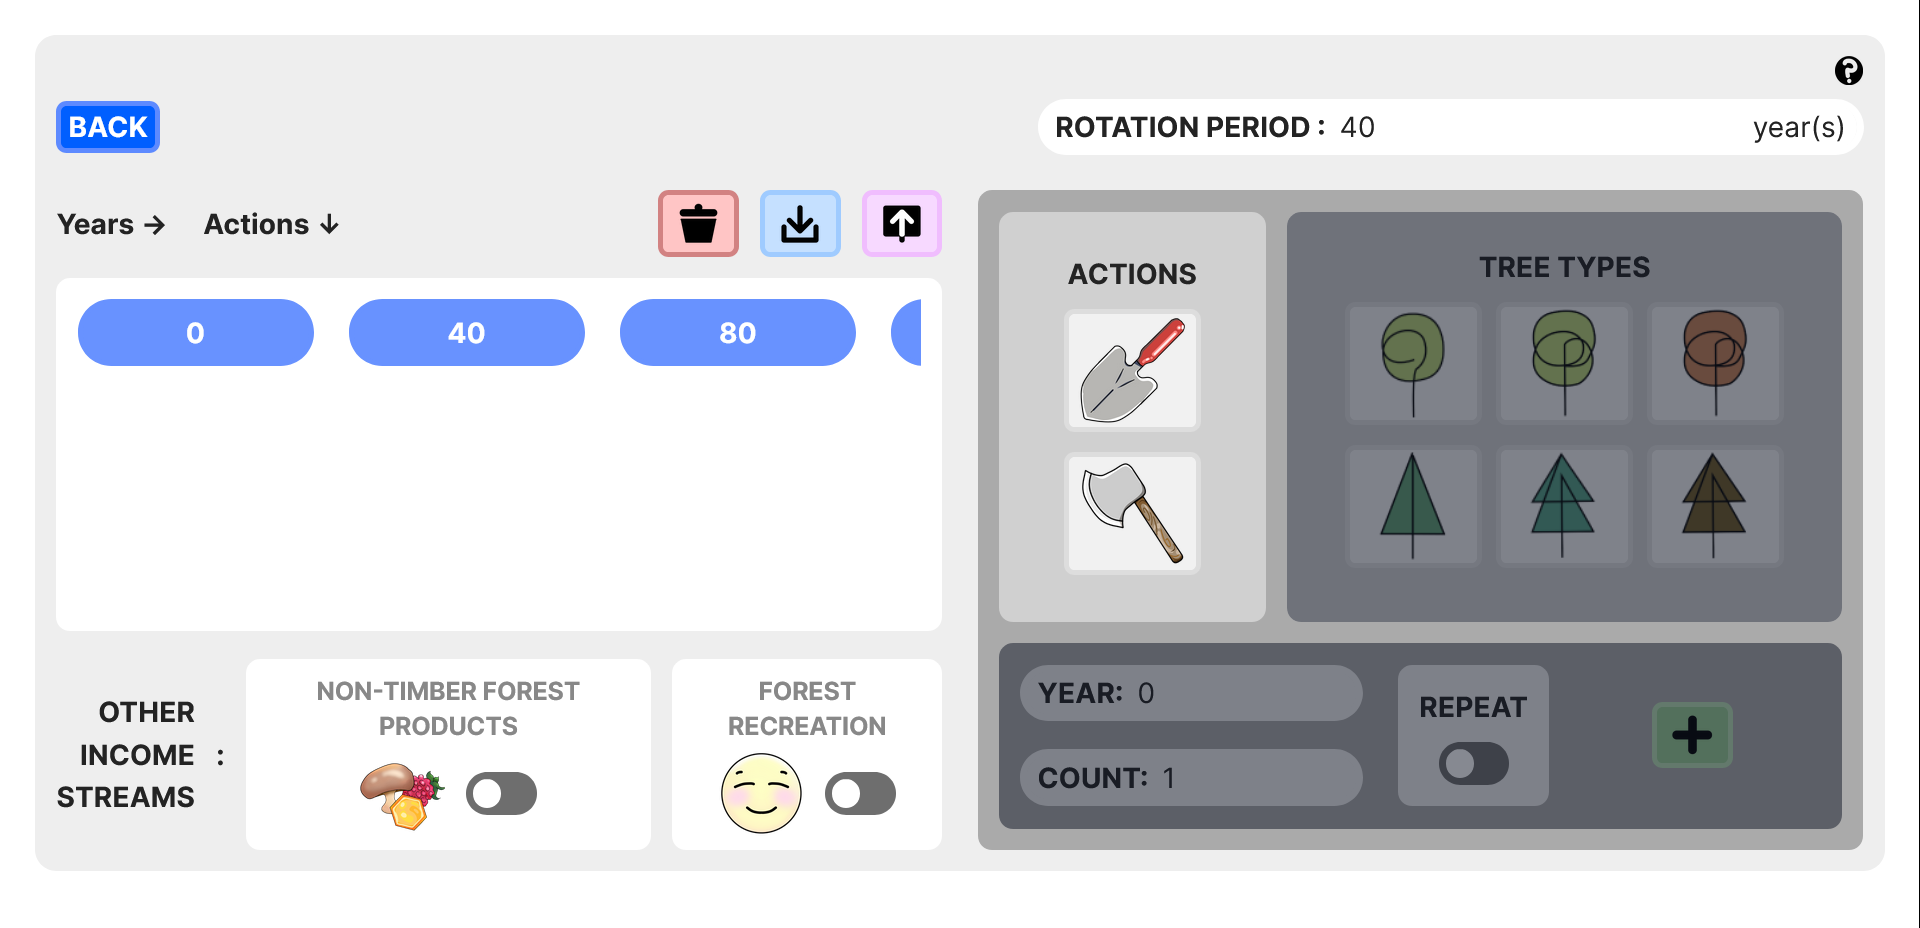 ?
BACK
ROTATION PERIOD : 40 year(s)
Years → Actions ↓
0 40 80
ACTIONS
TREE TYPES
OTHER
INCOME :
STREAMS
NON-TIMBER FOREST
PRODUCTS
FOREST
RECREATION
YEAR: 0
COUNT: 1
REPEAT